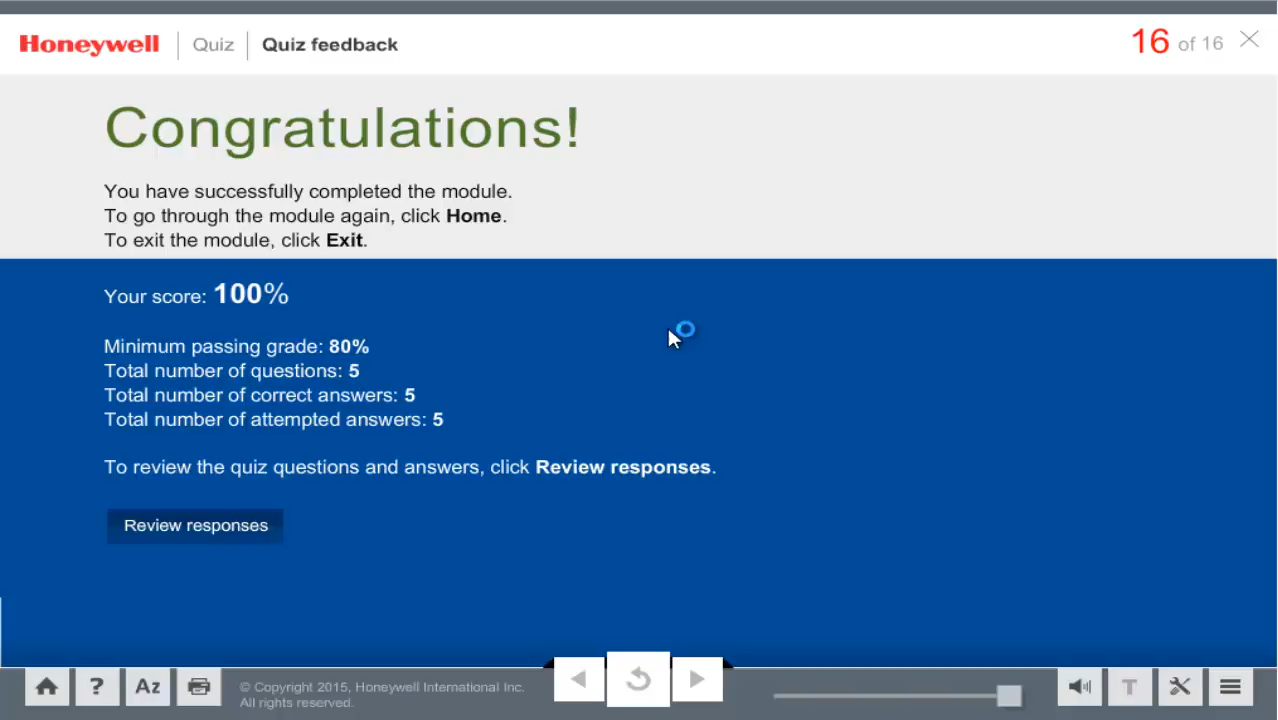 Honeywell
Quiz
Quiz feedback
16 of 16
Congratulations!
You have successfully completed the module.
To go through the module again, click Home.
To exit the module, click Exit.
Your score: 100%
Minimum passing grade: 80%
Total number of questions: 5
Total number of correct answers: 5
Total number of attempted answers: 5
To review the quiz questions and answers, click Review responses.
Review responses
?
Az
© Copyright 2015, Honeywell International Inc.
All rights reserved.
T